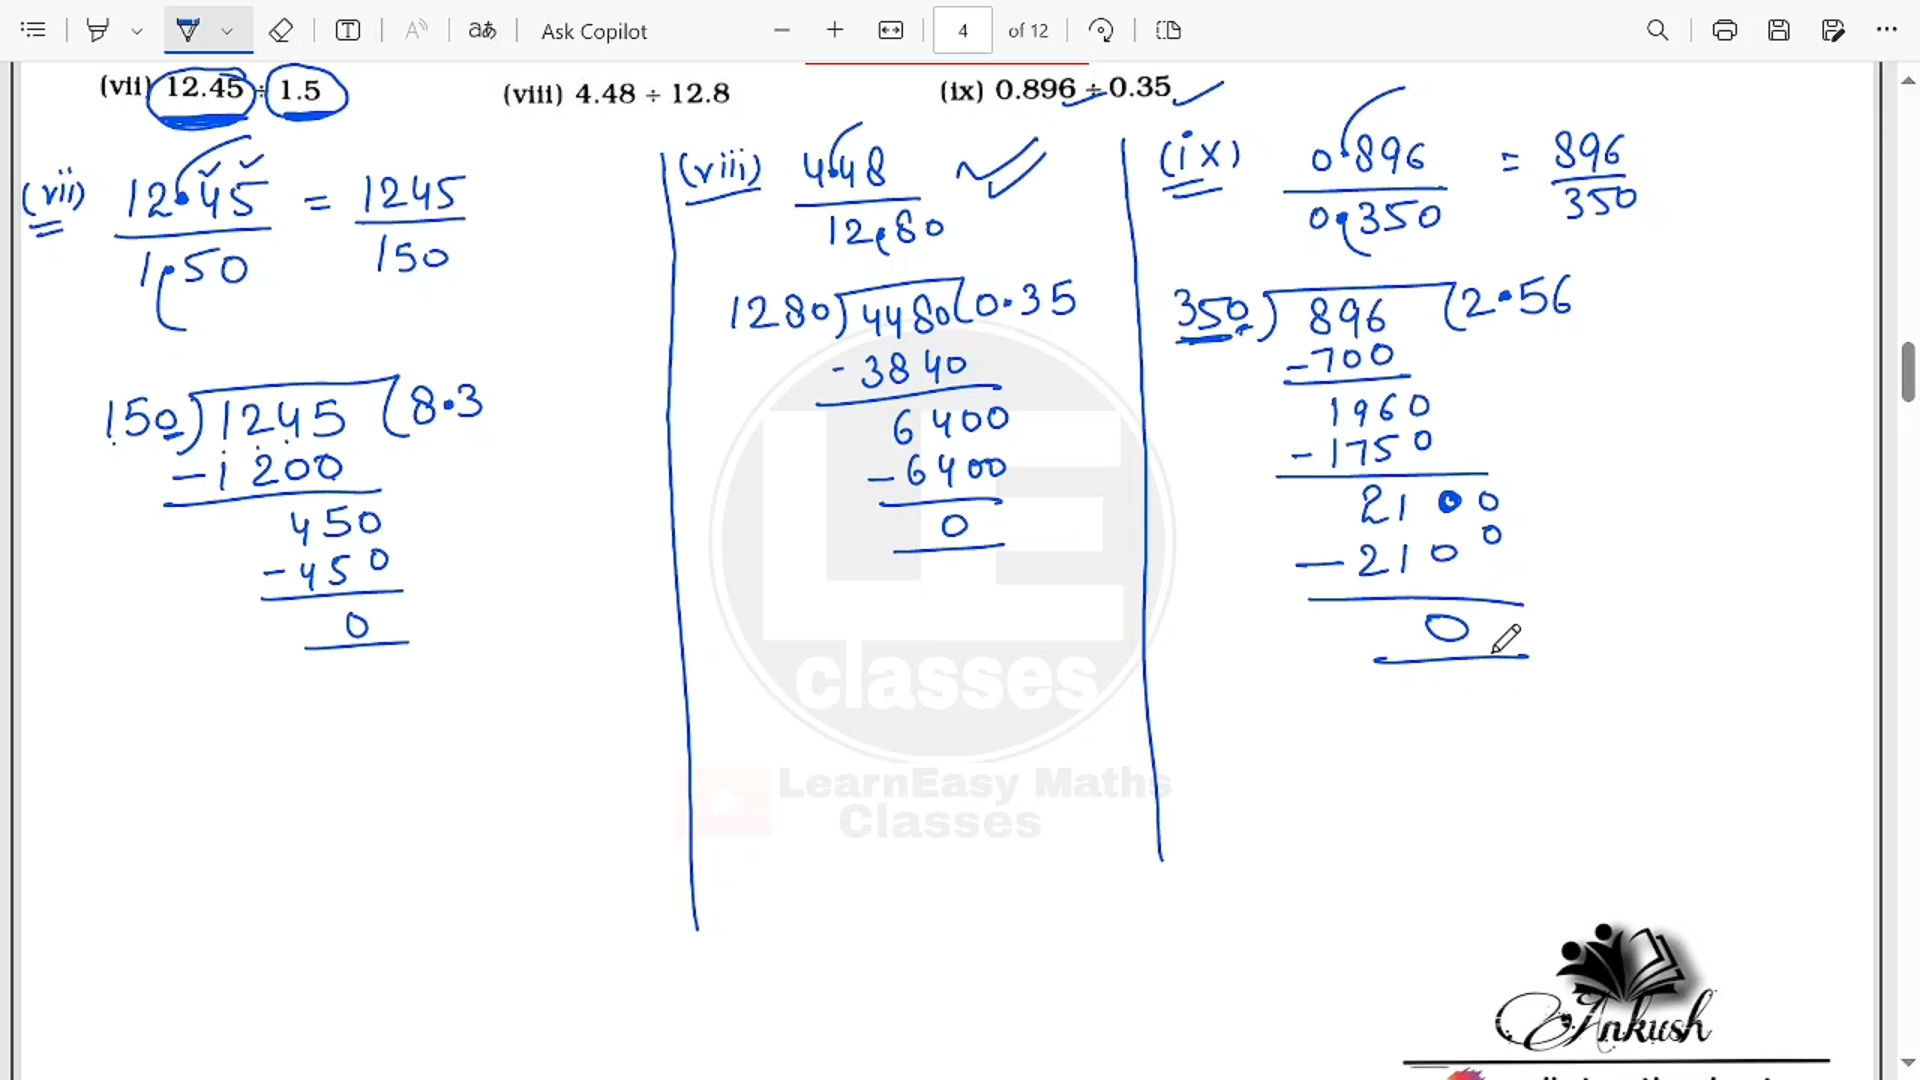 Ask Copilot
4 of 12
(vii) 12.45 ÷ 1.5
(viii) 4.48 ÷ 12.8
(ix) 0.896 ÷ 0.35
(vii) 12.45 / 1.50 = 1245 / 150
150) 1245 (8.3
-1200
450
-450
0
(viii) 4.48 / 12.80
1280) 4480 (0.35
-3840
6400
-6400
0
(ix) 0.896 / 0.350 = 896 / 350
350) 896 (2.56
-700
1960
-1750
2100
-2100
0
LE
classes
LearnEasy Maths
Classes
Ankush